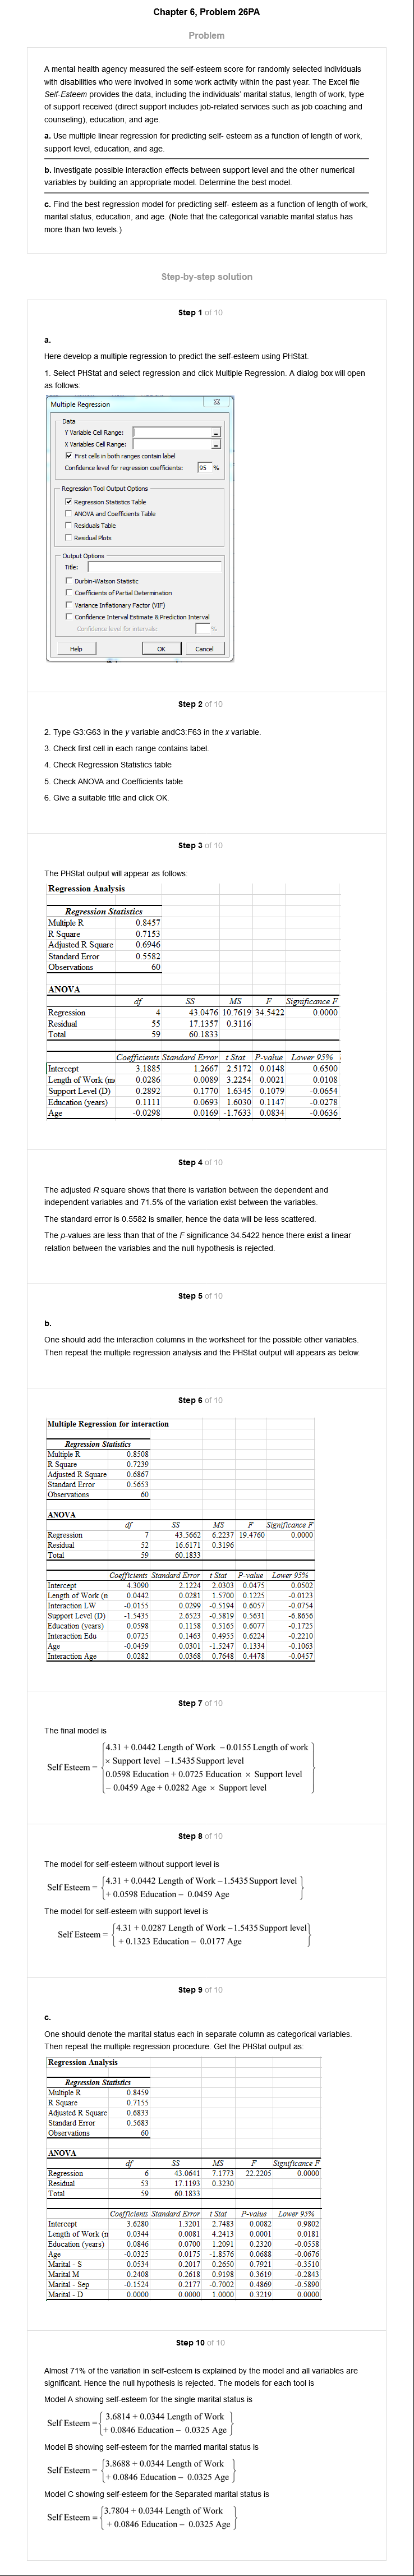 Chapter 6, Problem 26PA
Problem
A mental health agency measured the self-esteem score for randomly selected individuals
with disabilities who were involved in some work activity within the past year. The Excel file
Self-Esteem provides the data, including the individuals' marital status, length of work, type
of support received (direct support includes job-related services such as job coaching and
counseling), education, and age.
a. Use multiple linear regression for predicting self- esteem as a function of length of work,
support level, education, and age.
b. Investigate possible interaction effects between support level and the other numerical
variables by building an appropriate model. Determine the best model.
c. Find the best regression model for predicting self- esteem as a function of length of work,
marital status, education, and age. (Note that the categorical variable marital status has
more than two levels.)
Step-by-step solution
Step 1 of 10
a.
Here develop a multiple regression to predict the self-esteem using PHStat.
1. Select PHStat and select regression and click Multiple Regression. A dialog box will open
as follows:
Multiple Regression
Data
Y Variable Cell Range:
X Variables Cell Range:
First cells in both ranges contain label
Confidence level for regression coefficients: 95 %
Regression Tool Output Options
Regression Statistics Table
ANOVA and Coefficients Table
Residuals Table
Residual Plots
Output Options
Title:
Durbin-Watson Statistic
Coefficients of Partial Determination
Variance Inflationary Factor (VIF)
Confidence Interval Estimate & Prediction Interval
Confidence level for intervals: %
Help OK Cancel
Step 2 of 10
2. Type G3:G63 in the y variable andC3:F63 in the x variable.
3. Check first cell in each range contains label.
4. Check Regression Statistics table
5. Check ANOVA and Coefficients table
6. Give a suitable title and click OK.
Step 3 of 10
The PHStat output will appear as follows:
Regression Analysis
Regression Statistics
Multiple R 0.8457
R Square 0.7153
Adjusted R Square 0.6946
Standard Error 0.5582
Observations 60
ANOVA
df SS MS F Significance F
Regression 4 43.0476 10.7619 34.5422 0.0000
Residual 55 17.1357 0.3116
Total 59 60.1833
Coefficients Standard Error t Stat P-value Lower 95%
Intercept 3.1885 1.2667 2.5172 0.0148 0.6500
Length of Work (m 0.0286 0.0089 3.2254 0.0021 0.0108
Support Level (D) 0.2892 0.1770 1.6345 0.1079 -0.0654
Education (years) 0.1111 0.0693 1.6030 0.1147 -0.0278
Age -0.0298 0.0169 -1.7633 0.0834 -0.0636
Step 4 of 10
The adjusted R square shows that there is variation between the dependent and
independent variables and 71.5% of the variation exist between the variables.
The standard error is 0.5582 is smaller, hence the data will be less scattered.
The p-values are less than that of the F significance 34.5422 hence there exist a linear
relation between the variables and the null hypothesis is rejected.
Step 5 of 10
b.
One should add the interaction columns in the worksheet for the possible other variables.
Then repeat the multiple regression analysis and the PHStat output will appears as below.
Step 6 of 10
Multiple Regression for interaction
Regression Statistics
Multiple R 0.8508
R Square 0.7239
Adjusted R Square 0.6867
Standard Error 0.5653
Observations 60
ANOVA
df SS MS F Significance F
Regression 7 43.5662 6.2237 19.4760 0.0000
Residual 52 16.6171 0.3196
Total 59 60.1833
Coefficients Standard Error t Stat P-value Lower 95%
Intercept 4.3090 2.1224 2.0303 0.0475 0.0502
Length of Work (n 0.0442 0.0281 1.5700 0.1225 -0.0123
Interaction LW -0.0155 0.0299 -0.5194 0.6057 -0.0754
Support Level (D) -1.5435 2.6523 -0.5819 0.5631 -6.8656
Education (years) 0.0598 0.1158 0.5165 0.6077 -0.1725
Interaction Edu 0.0725 0.1463 0.4955 0.6224 -0.2210
Age -0.0459 0.0301 -1.5247 0.1334 -0.1063
Interaction Age 0.0282 0.0368 0.7648 0.4478 -0.0457
Step 7 of 10
The final model is
4.31 + 0.0442 Length of Work − 0.0155 Length of work
× Support level −1.5435 Support level
Self Esteem =
0.0598 Education + 0.0725 Education × Support level
− 0.0459 Age + 0.0282 Age × Support level
Step 8 of 10
The model for self-esteem without support level is
4.31 + 0.0442 Length of Work −1.5435 Support level
Self Esteem =
+ 0.0598 Education − 0.0459 Age
The model for self-esteem with support level is
4.31 + 0.0287 Length of Work −1.5435 Support level
Self Esteem =
+ 0.1323 Education − 0.0177 Age
Step 9 of 10
c.
One should denote the marital status each in separate column as categorical variables.
Then repeat the multiple regression procedure. Get the PHStat output as:
Regression Analysis
Regression Statistics
Multiple R 0.8459
R Square 0.7155
Adjusted R Square 0.6833
Standard Error 0.5683
Observations 60
ANOVA
df SS MS F Significance F
Regression 6 43.0641 7.1773 22.2205 0.0000
Residual 53 17.1193 0.3230
Total 59 60.1833
Coefficients Standard Error t Stat P-value Lower 95%
Intercept 3.6280 1.3201 2.7483 0.0082 0.9802
Length of Work (n 0.0344 0.0081 4.2413 0.0001 0.0181
Education (years) 0.0846 0.0700 1.2091 0.2320 -0.0558
Age -0.0325 0.0175 -1.8576 0.0688 -0.0676
Marital - S 0.0534 0.2017 0.2650 0.7921 -0.3510
Marital M 0.2408 0.2618 0.9198 0.3619 -0.2843
Marital - Sep -0.1524 0.2177 -0.7002 0.4869 -0.5890
Marital - D 0.0000 0.0000 1.0000 0.3219 0.0000
Step 10 of 10
Almost 71% of the variation in self-esteem is explained by the model and all variables are
significant. Hence the null hypothesis is rejected. The models for each tool is
Model A showing self-esteem for the single marital status is
3.6814 + 0.0344 Length of Work
Self Esteem =
+ 0.0846 Education − 0.0325 Age
Model B showing self-esteem for the married marital status is
3.8688 + 0.0344 Length of Work
Self Esteem =
+ 0.0846 Education − 0.0325 Age
Model C showing self-esteem for the Separated marital status is
3.7804 + 0.0344 Length of Work
Self Esteem =
+ 0.0846 Education − 0.0325 Age